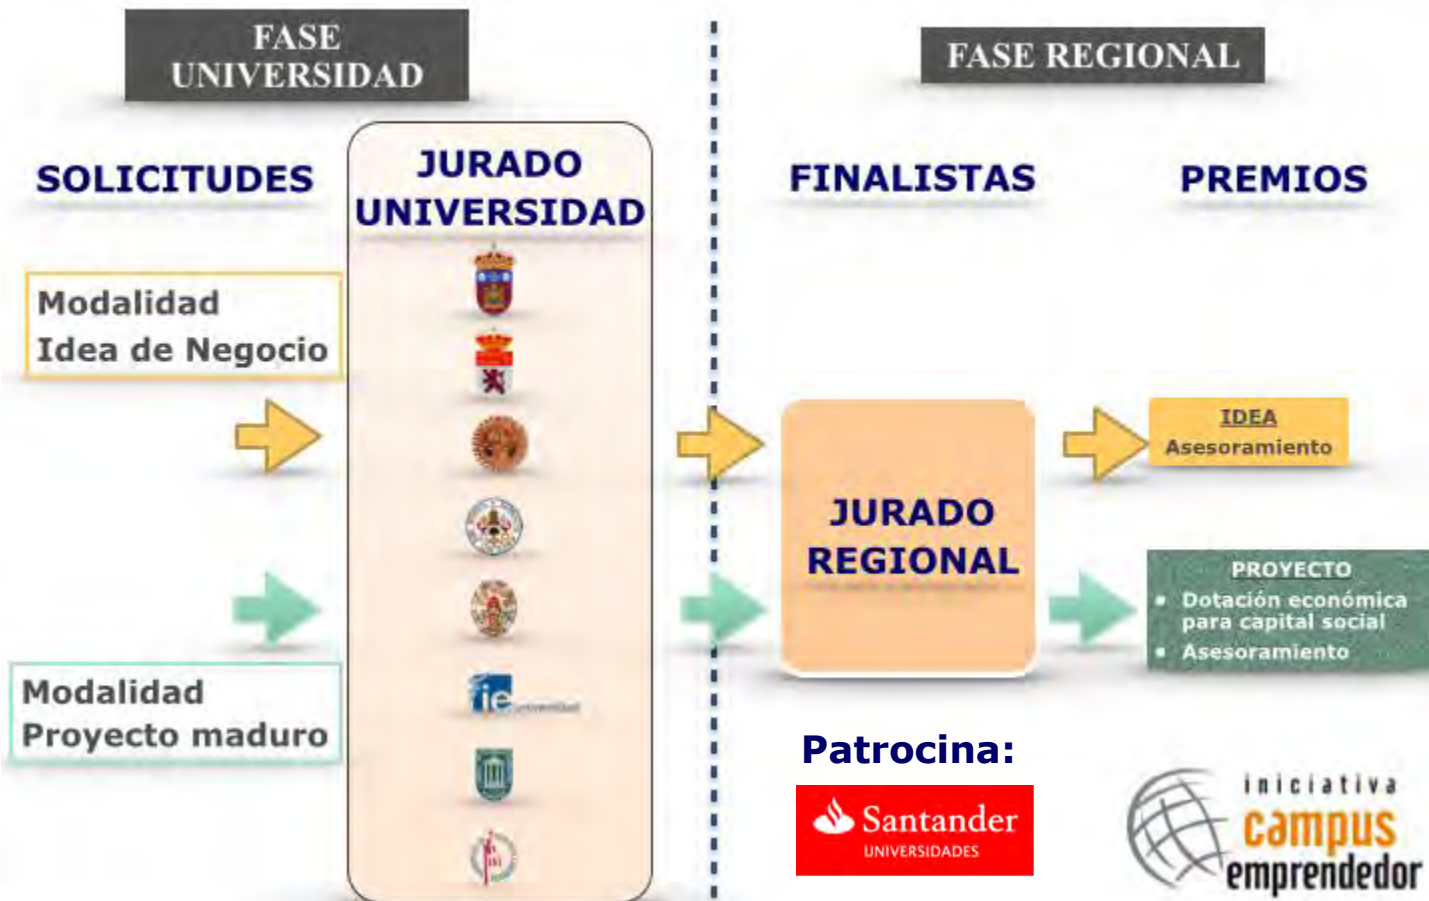 FASE
UNIVERSIDAD
FASE REGIONAL
SOLICITUDES
JURADO
UNIVERSIDAD
FINALISTAS
PREMIOS
Modalidad
Idea de Negocio
IDEA
Asesoramiento
JURADO
REGIONAL
PROYECTO
• Dotación económica
para capital social
• Asesoramiento
Modalidad
Proyecto maduro
ie universidad
Patrocina:
Santander
UNIVERSIDADES
iniciativa
campus
emprendedor